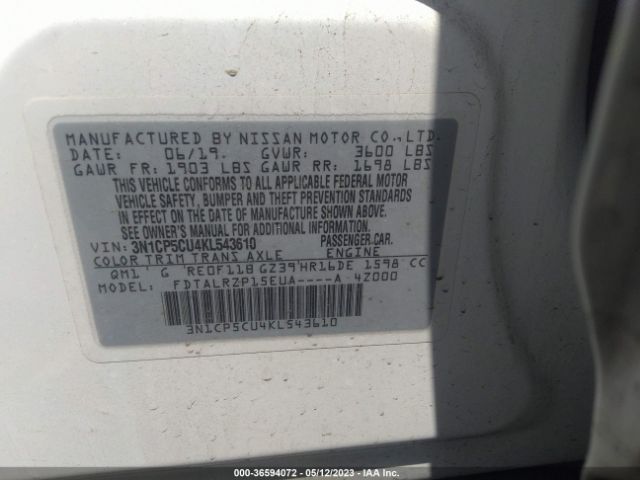 MANUFACTURED BY NISSAN MOTOR CO.,LTD.
DATE: 06/19. GVWR: 3600 LBS
GAWR FR: 1903 LBS GAWR RR: 1698 LBS
THIS VEHICLE CONFORMS TO ALL APPLICABLE FEDERAL MOTOR
VEHICLE SAFETY, BUMPER AND THEFT PREVENTION STANDARDS
IN EFFECT ON THE DATE OF MANUFACTURE SHOWN ABOVE.
SEE OWNER'S MANUAL FOR ADDITIONAL INFORMATION.
VIN: 3N1CP5CU4KL543610 PASSENGER CAR.
COLOR TRIM TRANS AXLE ENGINE
QM1' G 'RE0F11B GZ39'HR16DE 1598 CC
MODEL FDTALRZP15EUA----A-4Z000
3N1CP5CU4KL543610
000-36594072 - 05/12/2023 - IAA Inc.